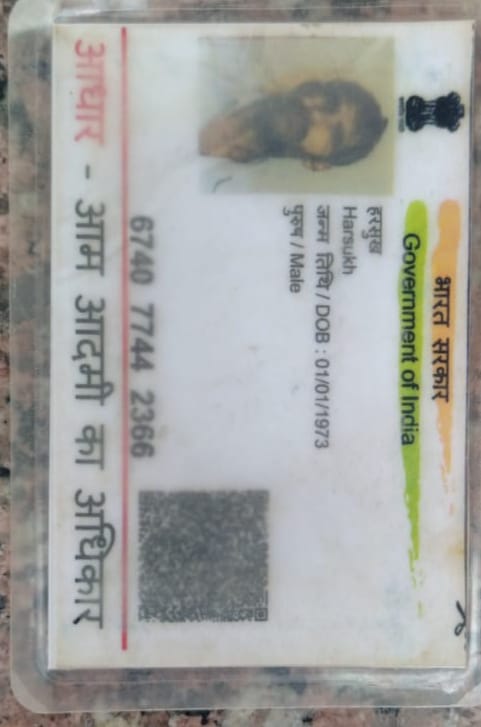 भारत सरकार
Government of India
हरसुख
Harsukh
जन्म तिथि / DOB : 01/01/1973
पुरुष / Male
6740 7744 2366
आधार - आम आदमी का अधिकार